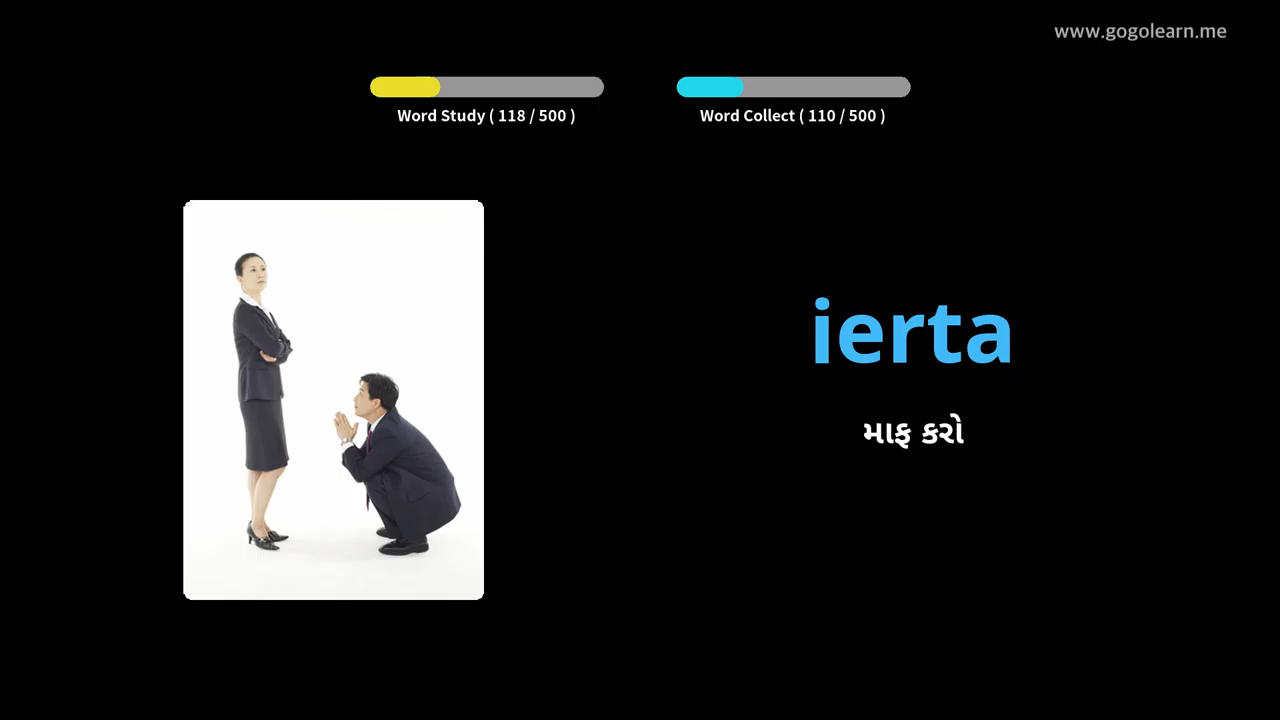 www.gogolearn.me
Word Study ( 118 / 500 )
Word Collect ( 110 / 500 )
ierta
માફ કરો